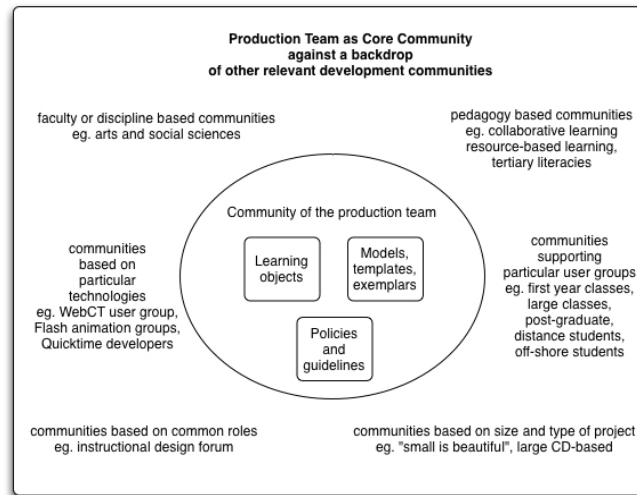 Production Team as Core Community
against a backdrop
of other relevant development communities
faculty or discipline based communities
eg. arts and social sciences
pedagogy based communities
eg. collaborative learning
resource-based learning,
tertiary literacies
Community of the production team
Learning
objects
Models,
templates,
exemplars
Policies
and
guidelines
communities
based on
particular
technologies
eg. WebCT user group,
Flash animation groups,
Quicktime developers
communities
supporting
particular user groups
eg. first year classes,
large classes,
post-graduate,
distance students,
off-shore students
communities based on common roles
eg. instructional design forum
communities based on size and type of project
eg. "small is beautiful", large CD-based